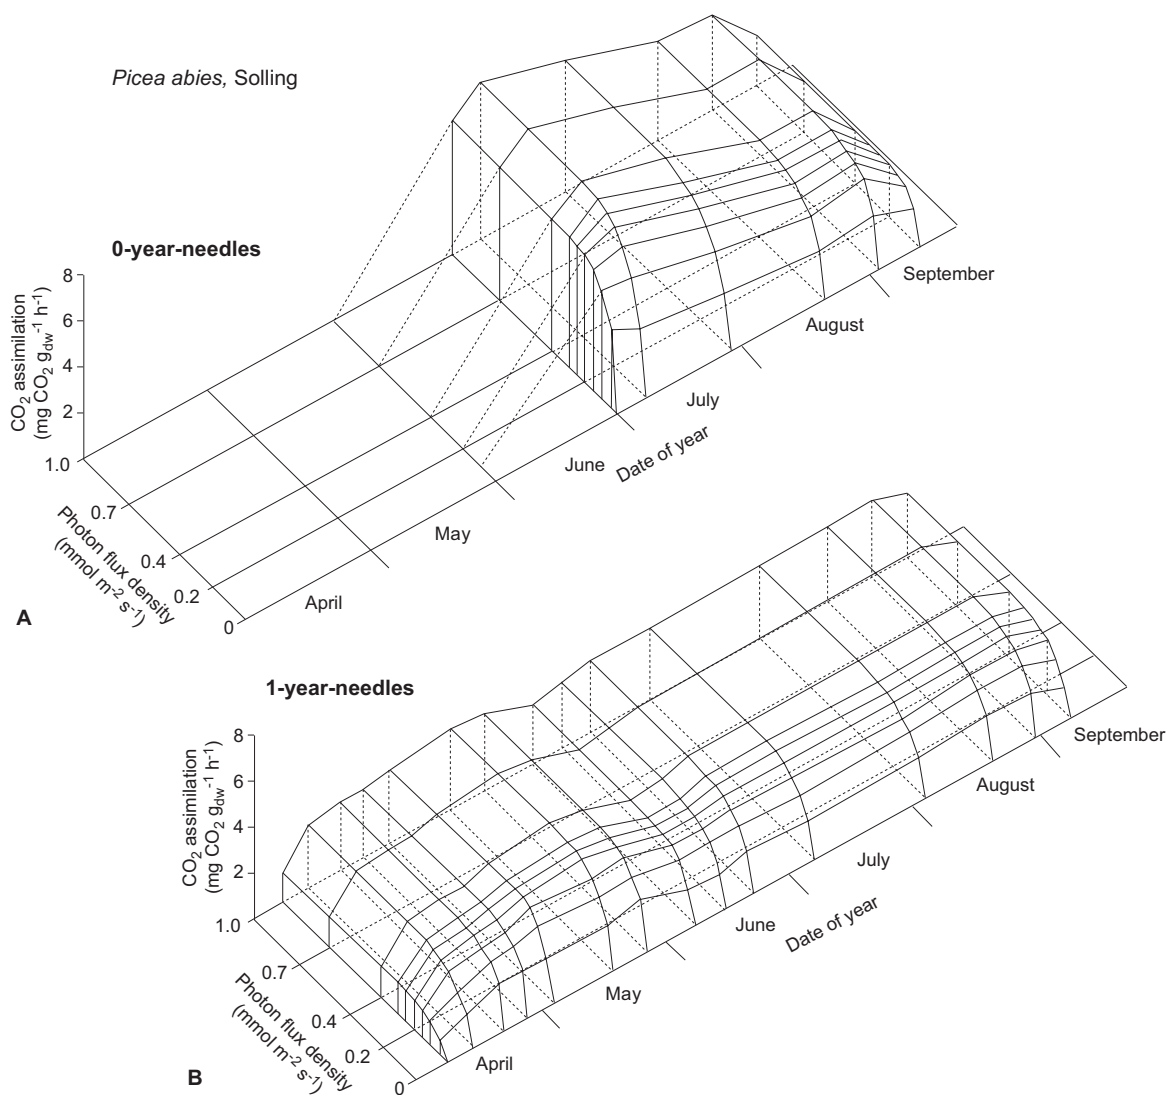 Picea abies, Solling
0-year-needles
CO2 assimilation
(mg CO2 gdw-1 h-1)
8
6
4
2
1.0
0.7
0.4
0.2
0
Photon flux density
(mmol m-2 s-1)
April
May
June
July
August
September
Date of year
A
1-year-needles
CO2 assimilation
(mg CO2 gdw-1 h-1)
8
6
4
2
1.0
0.7
0.4
0.2
0
Photon flux density
(mmol m-2 s-1)
April
May
June
July
August
September
Date of year
B